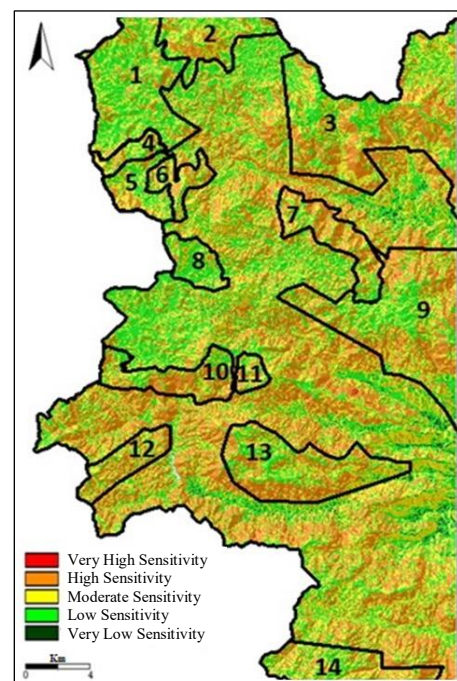 2
1
3
4
5
6
7
8
9
10
11
12
13
Very High Sensitivity
High Sensitivity
Moderate Sensitivity
Low Sensitivity
Very Low Sensitivity
Km
0 4
14